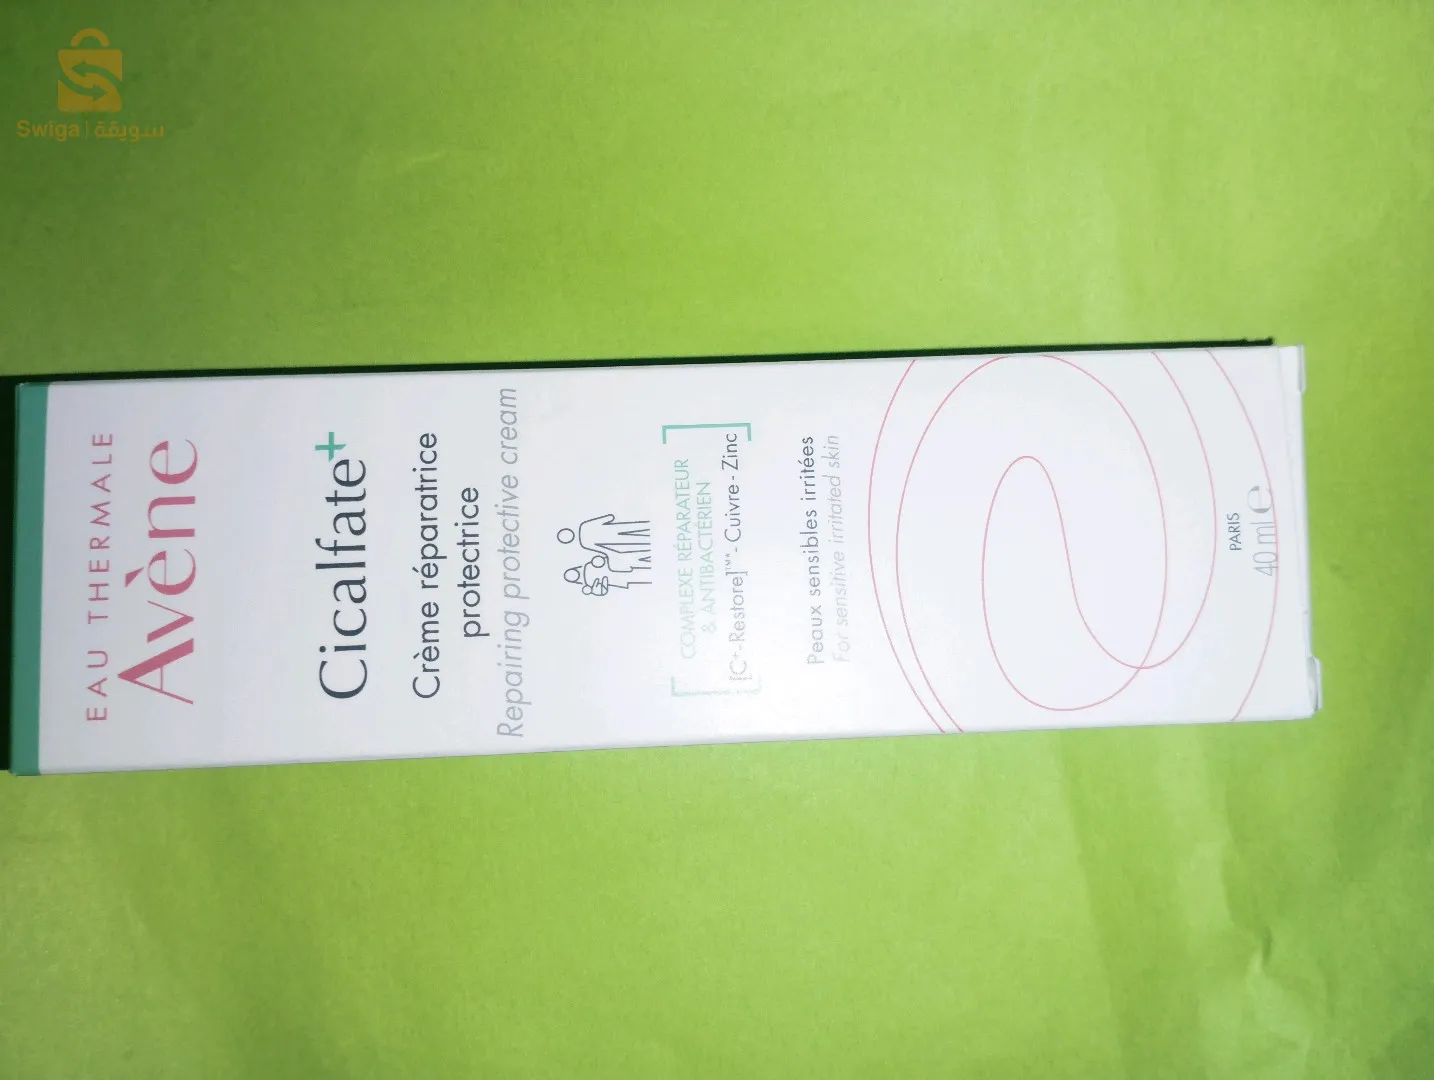 Swiga | سويقة
EAU THERMALE
Avène
Cicalfate+
Crème réparatrice
protectrice
Repairing protective cream
COMPLEXE RÉPARATEUR
& ANTIBACTÉRIEN
[C+-Restore]™* - Cuivre - Zinc
Peaux sensibles irritées
For sensitive irritated skin
PARIS
40 ml e